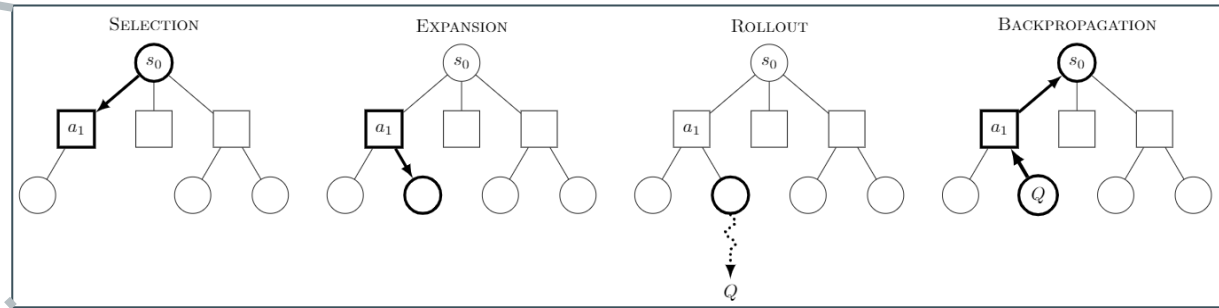 SELECTION
s₀
a₁
EXPANSION
s₀
a₁
ROLLOUT
s₀
a₁
Q
BACKPROPAGATION
s₀
a₁
Q